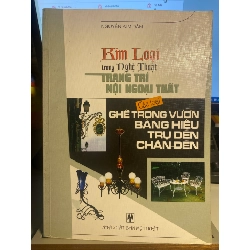 Kim Loại
trong Nghệ Thuật
TRANG TRÍ
NỘI NGOẠI THẤT
GHẾ TRONG VƯỜN
BẢNG HIỆU
TRỤ ĐÈN
CHÂN ĐÈN